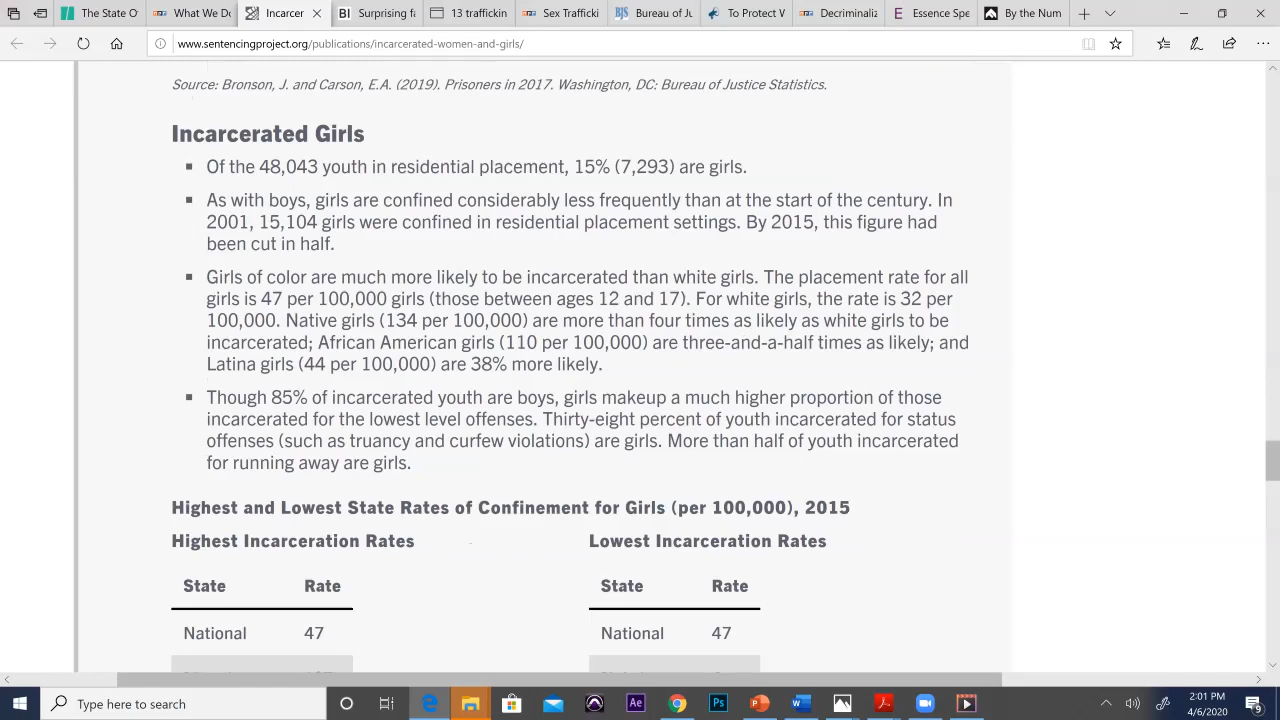 The State O
What We D
Incarcer
Surprising fa
13 traffick
Sex Traffick
Bureau of Ju
To Protect V
Decriminaliz
Essence Spe
By the Num
www.sentencingproject.org/publications/incarcerated-women-and-girls/
Source: Bronson, J. and Carson, E.A. (2019). Prisoners in 2017. Washington, DC: Bureau of Justice Statistics.
Incarcerated Girls
▪ Of the 48,043 youth in residential placement, 15% (7,293) are girls.
▪ As with boys, girls are confined considerably less frequently than at the start of the century. In
2001, 15,104 girls were confined in residential placement settings. By 2015, this figure had
been cut in half.
▪ Girls of color are much more likely to be incarcerated than white girls. The placement rate for all
girls is 47 per 100,000 girls (those between ages 12 and 17). For white girls, the rate is 32 per
100,000. Native girls (134 per 100,000) are more than four times as likely as white girls to be
incarcerated; African American girls (110 per 100,000) are three-and-a-half times as likely; and
Latina girls (44 per 100,000) are 38% more likely.
▪ Though 85% of incarcerated youth are boys, girls makeup a much higher proportion of those
incarcerated for the lowest level offenses. Thirty-eight percent of youth incarcerated for status
offenses (such as truancy and curfew violations) are girls. More than half of youth incarcerated
for running away are girls.
Highest and Lowest State Rates of Confinement for Girls (per 100,000), 2015
Highest Incarceration Rates Lowest Incarceration Rates
State Rate State Rate
National 47 National 47
Type here to search
2:01 PM
4/6/2020